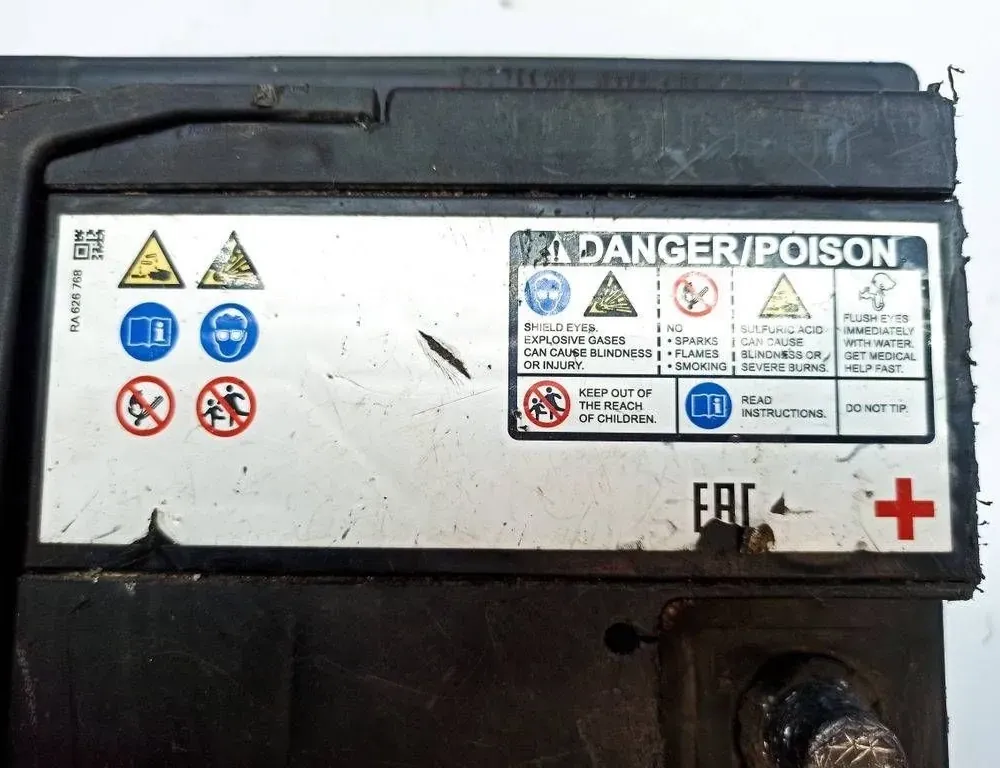 RA 626 768
DANGER/POISON
SHIELD EYES.
EXPLOSIVE GASES
CAN CAUSE BLINDNESS
OR INJURY.
NO
• SPARKS
• FLAMES
• SMOKING
SULFURIC ACID
CAN CAUSE
BLINDNESS OR
SEVERE BURNS.
FLUSH EYES
IMMEDIATELY
WITH WATER.
GET MEDICAL
HELP FAST.
KEEP OUT OF
THE REACH
OF CHILDREN.
READ
INSTRUCTIONS.
DO NOT TIP.
EAC